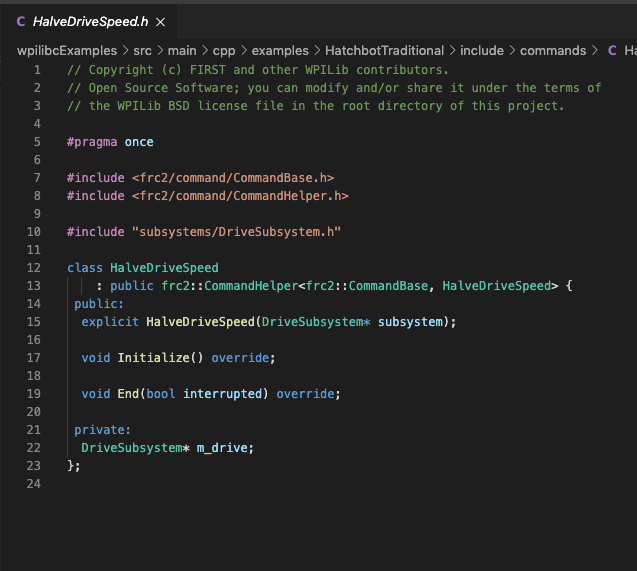 C HalveDriveSpeed.h ×
wpilibcExamples > src > main > cpp > examples > HatchbotTraditional > include > commands > C Ha
1 // Copyright (c) FIRST and other WPILib contributors.
2 // Open Source Software; you can modify and/or share it under the terms of
3 // the WPILib BSD license file in the root directory of this project.
4
5 #pragma once
6
7 #include <frc2/command/CommandBase.h>
8 #include <frc2/command/CommandHelper.h>
9
10 #include "subsystems/DriveSubsystem.h"
11
12 class HalveDriveSpeed
13     : public frc2::CommandHelper<frc2::CommandBase, HalveDriveSpeed> {
14  public:
15   explicit HalveDriveSpeed(DriveSubsystem* subsystem);
16
17   void Initialize() override;
18
19   void End(bool interrupted) override;
20
21  private:
22   DriveSubsystem* m_drive;
23 };
24